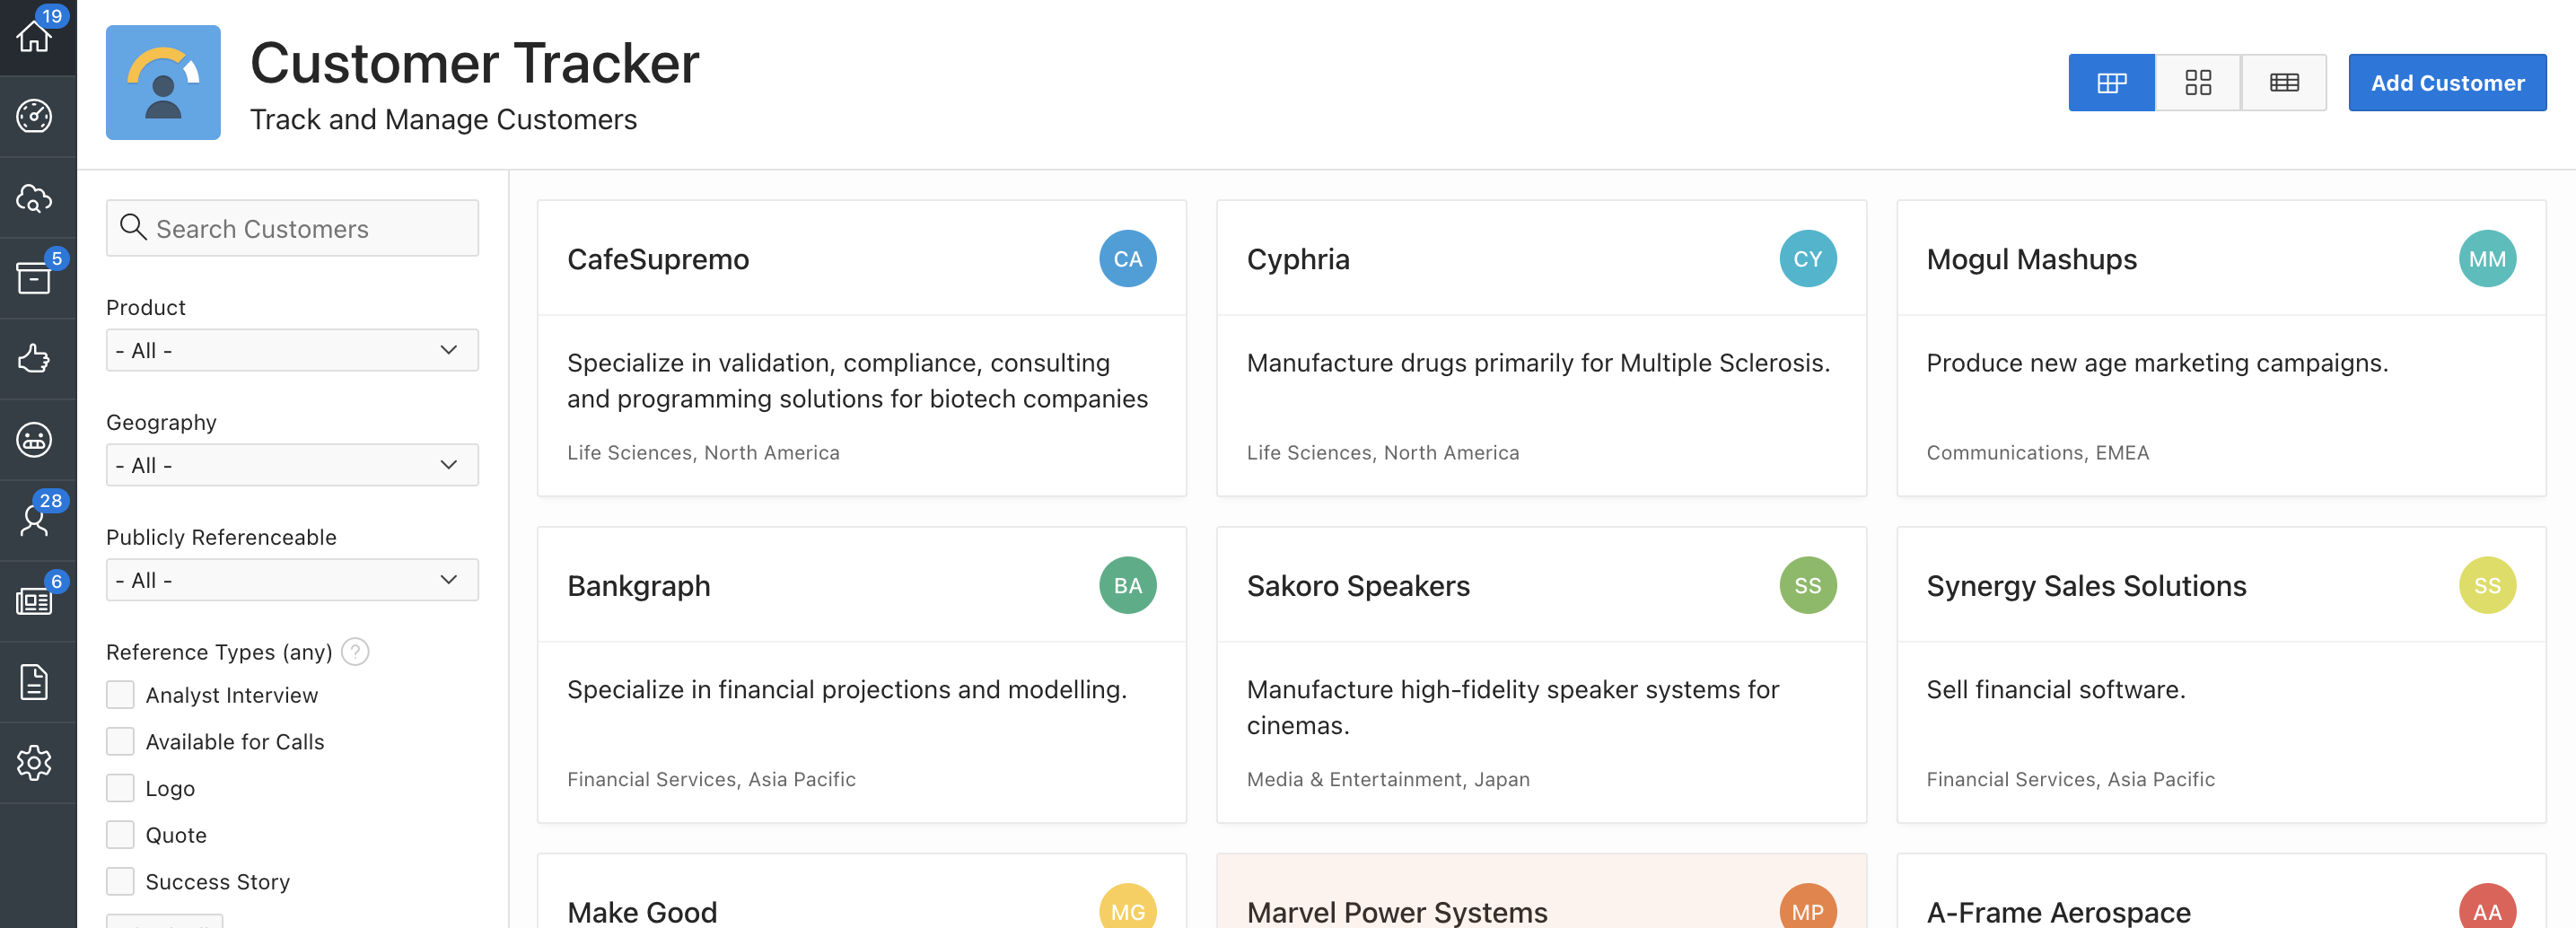 19
5
28
6
Customer Tracker
Track and Manage Customers
Add Customer
Search Customers
Product
- All -
Geography
- All -
Publicly Referenceable
- All -
Reference Types (any) ?
Analyst Interview
Available for Calls
Logo
Quote
Success Story
CafeSupremo CA
Specialize in validation, compliance, consulting
and programming solutions for biotech companies
Life Sciences, North America
Cyphria CY
Manufacture drugs primarily for Multiple Sclerosis.
Life Sciences, North America
Mogul Mashups MM
Produce new age marketing campaigns.
Communications, EMEA
Bankgraph BA
Specialize in financial projections and modelling.
Financial Services, Asia Pacific
Sakoro Speakers SS
Manufacture high-fidelity speaker systems for
cinemas.
Media & Entertainment, Japan
Synergy Sales Solutions SS
Sell financial software.
Financial Services, Asia Pacific
Make Good MG
Marvel Power Systems MP
A-Frame Aerospace AA